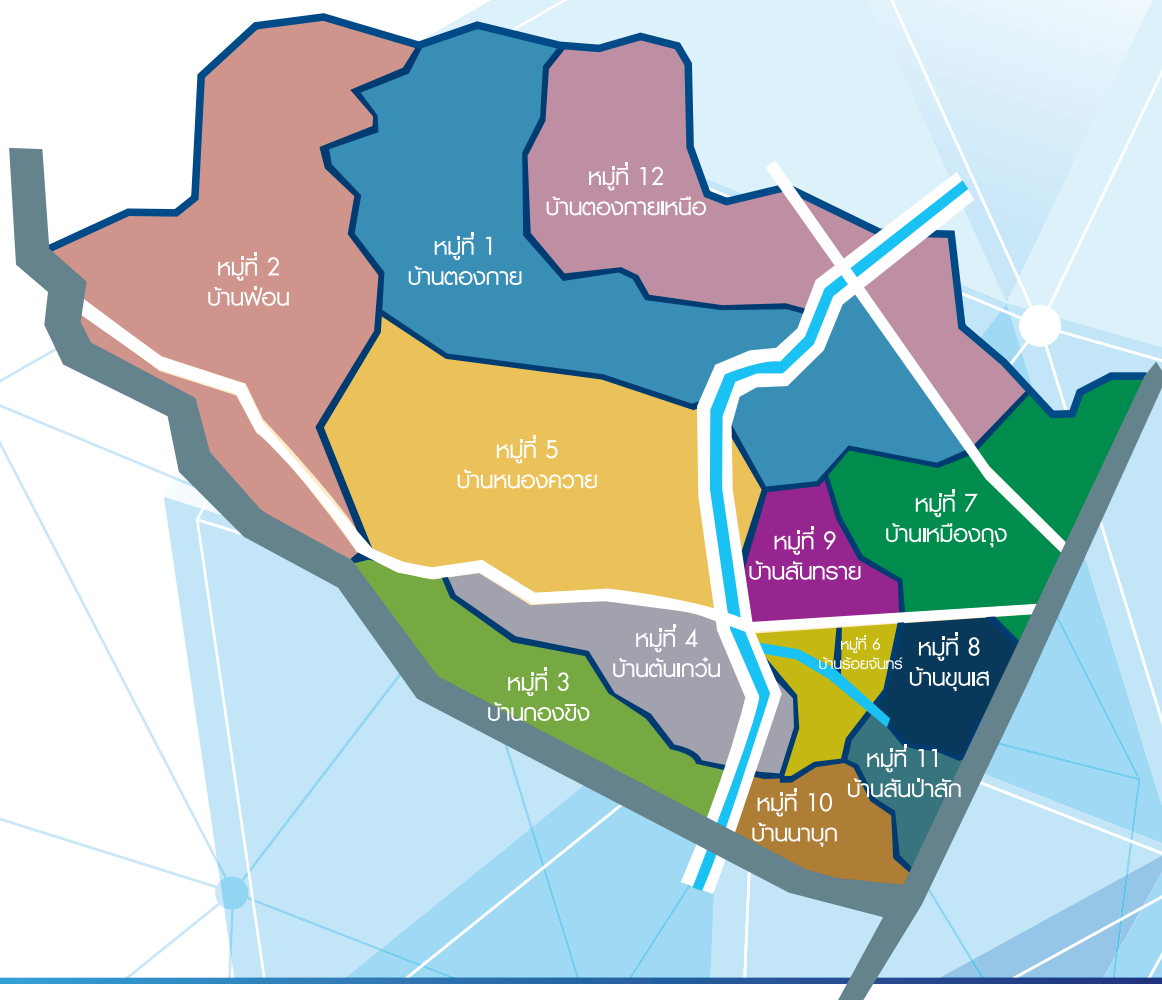 หมู่ที่ 12
บ้านตองกายเหนือ
หมู่ที่ 1
บ้านตองกาย
หมู่ที่ 2
บ้านฟ่อน
หมู่ที่ 5
บ้านหนองควาย
หมู่ที่ 7
บ้านเหมืองกุง
หมู่ที่ 9
บ้านสันทราย
หมู่ที่ 4
บ้านต้นเกว๋น
หมู่ที่ 6
บ้านร้อยจันทร์
หมู่ที่ 8
บ้านขุนเส
หมู่ที่ 3
บ้านกองขิง
หมู่ที่ 11
บ้านสันป่าสัก
หมู่ที่ 10
บ้านนาบุก